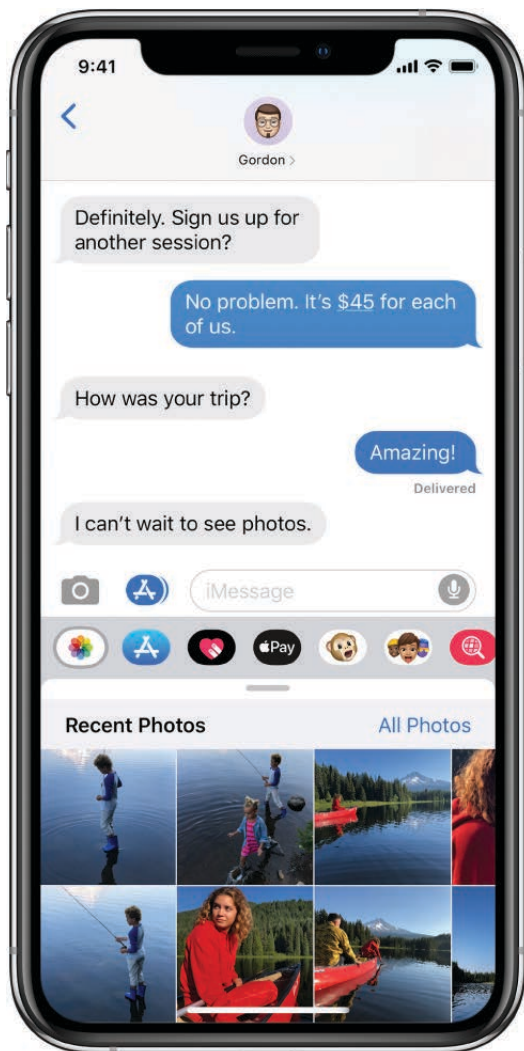 9:41
Gordon >
Definitely. Sign us up for
another session?
No problem. It's $45 for each
of us.
How was your trip?
Amazing!
Delivered
I can't wait to see photos.
iMessage
Pay
Recent Photos
All Photos